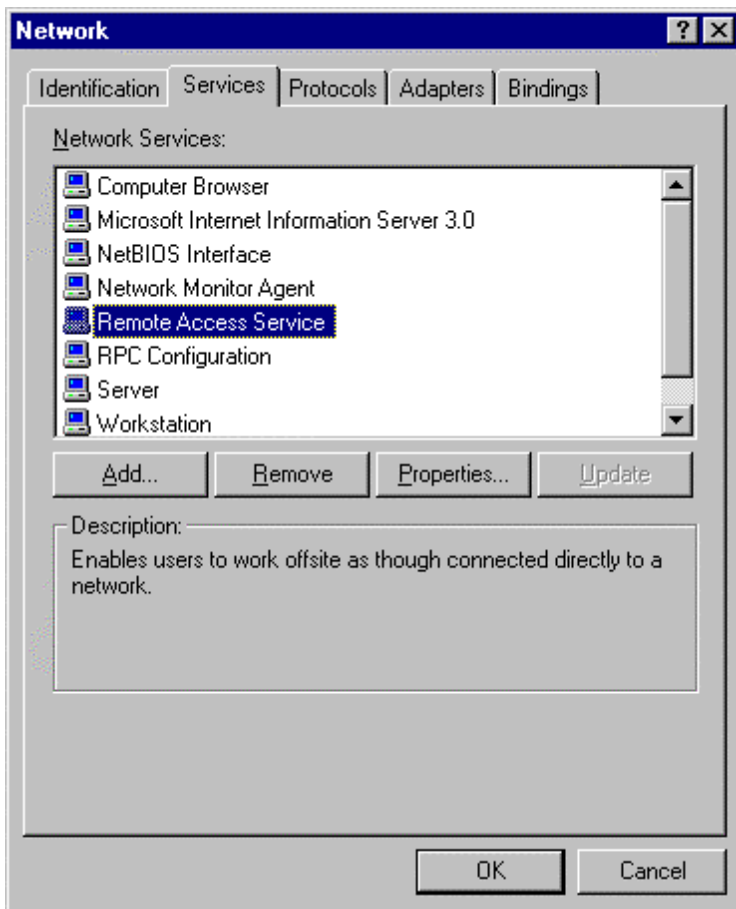 Network
Identification Services Protocols Adapters Bindings
Network Services:
Computer Browser
Microsoft Internet Information Server 3.0
NetBIOS Interface
Network Monitor Agent
Remote Access Service
RPC Configuration
Server
Workstation
Add... Remove Properties... Update
Description:
Enables users to work offsite as though connected directly to a
network.
OK Cancel